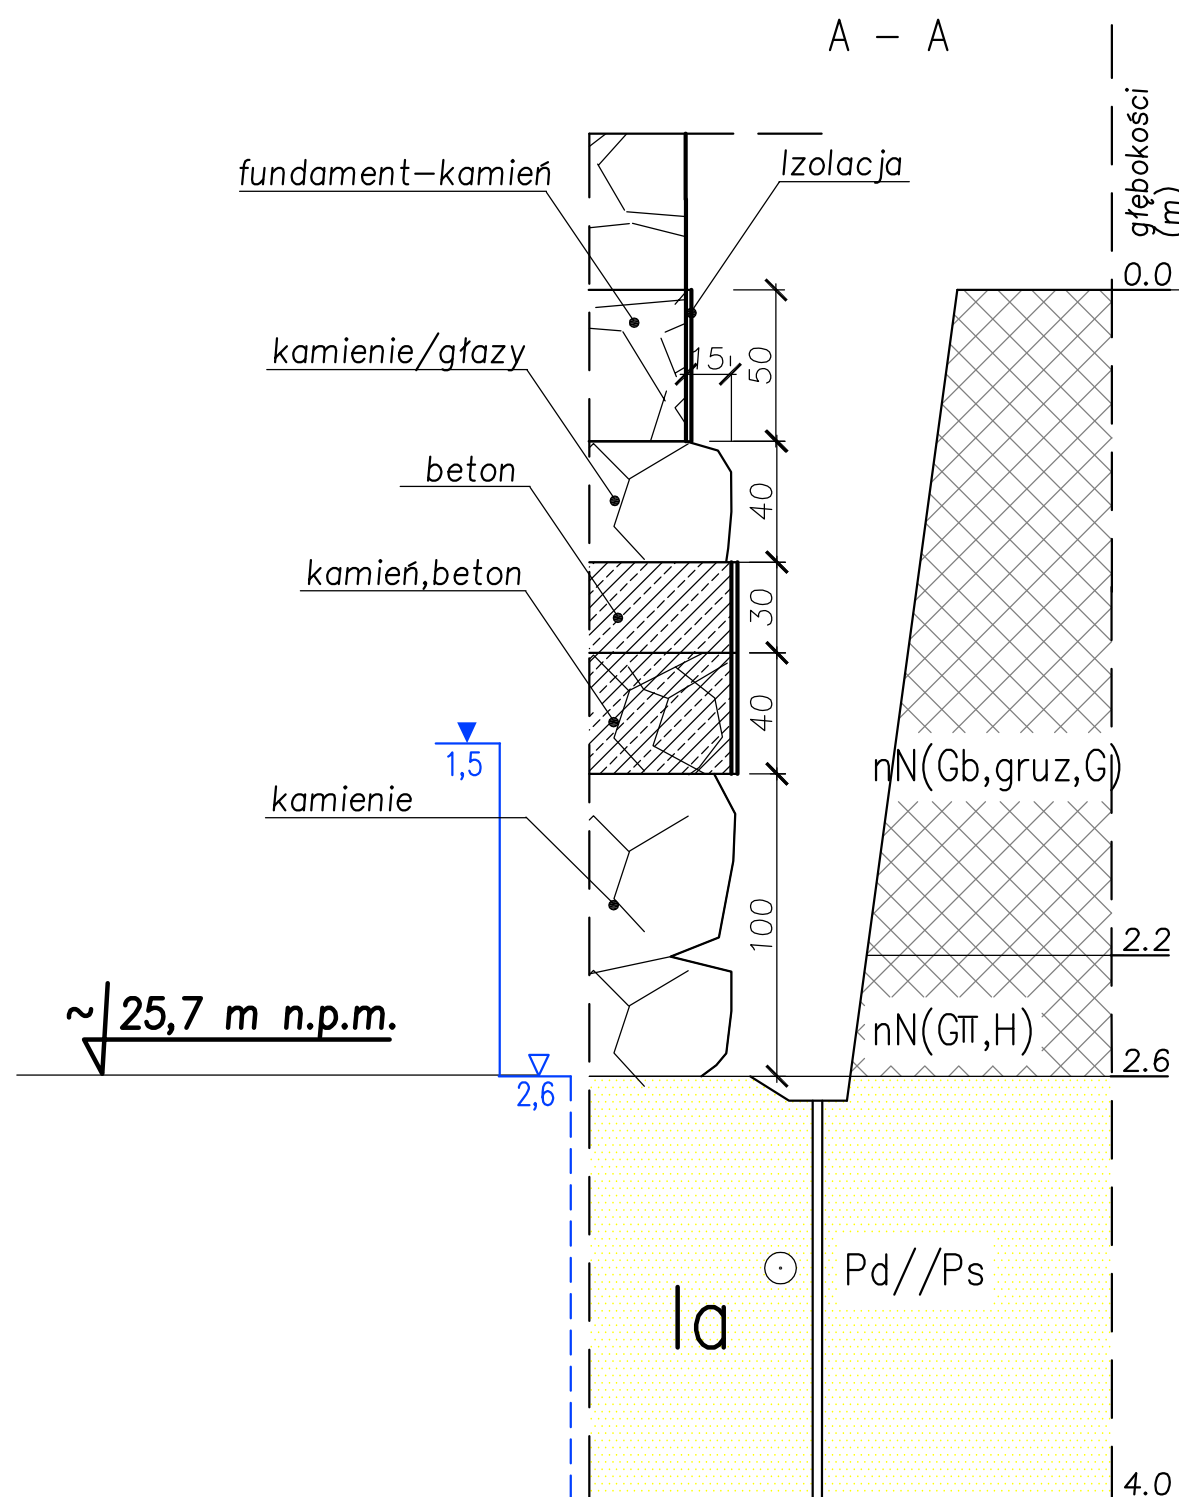 A – A
głębokości
(m)
fundament–kamień
Izolacja
0.0
kamienie/głazy
15
50
beton
40
kamień,beton
30
40
1,5
nN(Gb,gruz,G)
kamienie
100
2.2
~ 25,7 m n.p.m.
nN(Gπ,H)
2.6
2,6
Pd//Ps
Ia
4.0